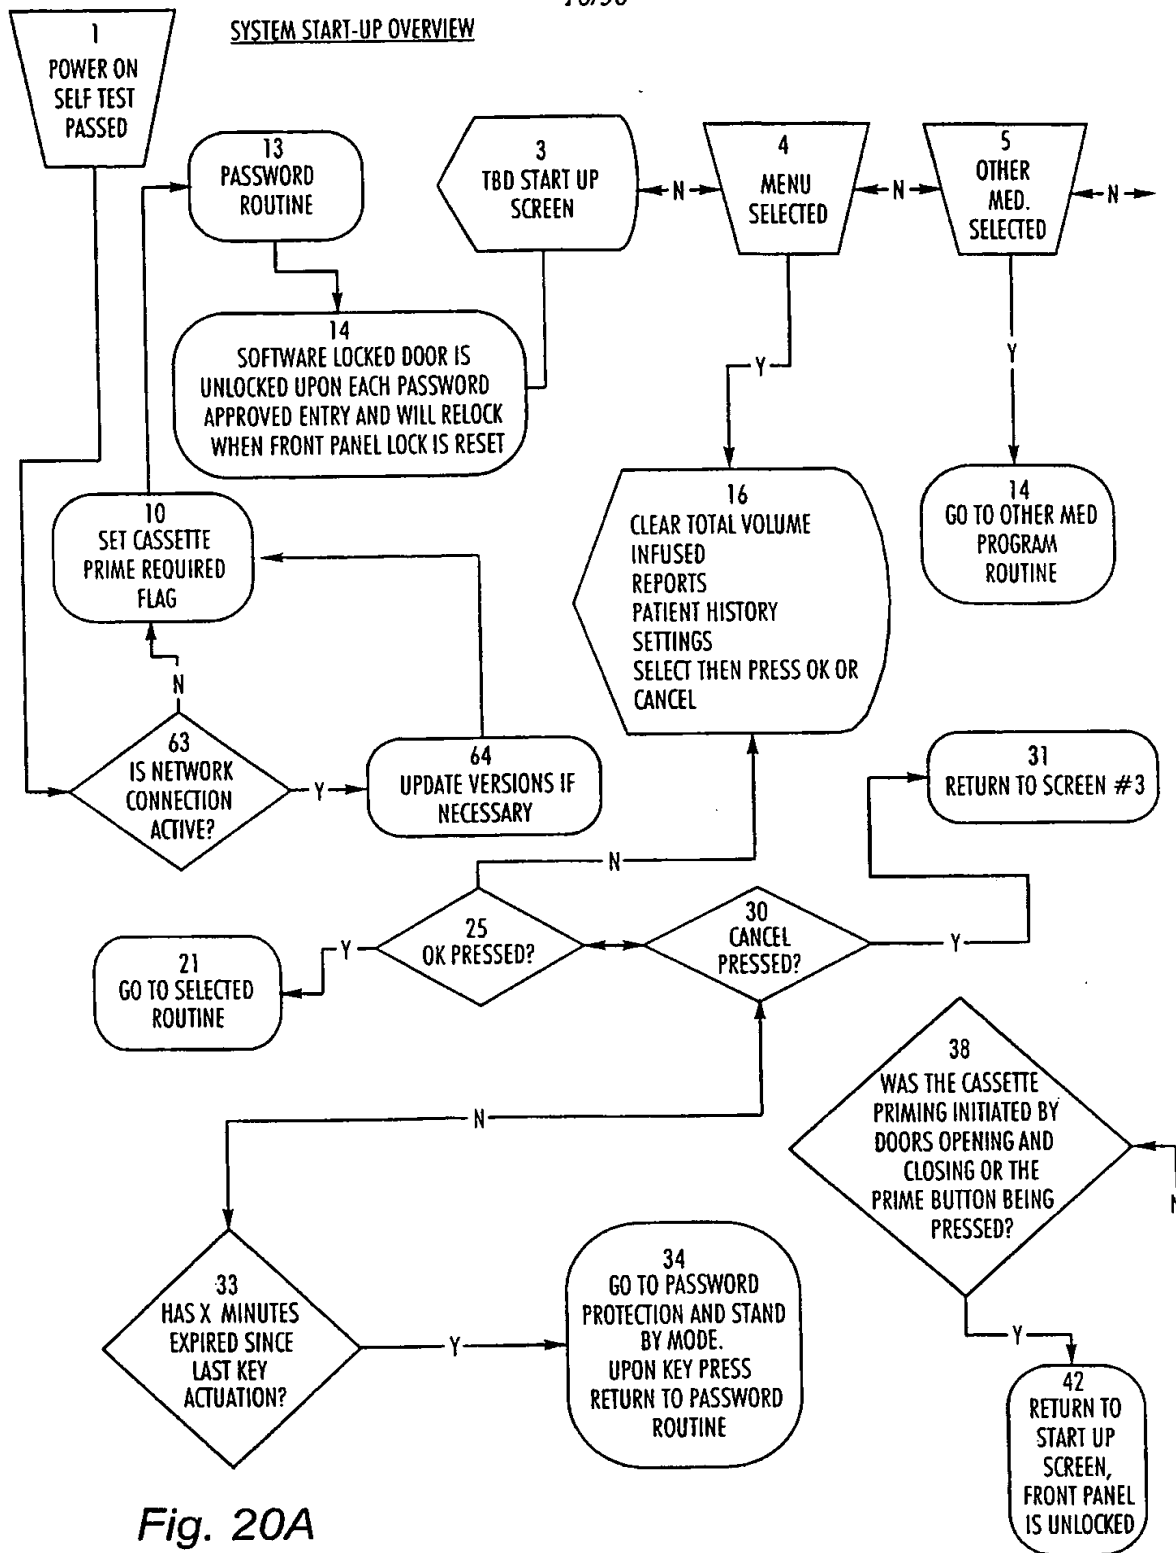 SYSTEM START-UP OVERVIEW
1
POWER ON
SELF TEST
PASSED
13
PASSWORD
ROUTINE
3
TBD START UP
SCREEN
N
4
MENU
SELECTED
N
5
OTHER
MED.
SELECTED
N
14
SOFTWARE LOCKED DOOR IS
UNLOCKED UPON EACH PASSWORD
APPROVED ENTRY AND WILL RELOCK
WHEN FRONT PANEL LOCK IS RESET
Y
Y
10
SET CASSETTE
PRIME REQUIRED
FLAG
16
CLEAR TOTAL VOLUME
INFUSED
REPORTS
PATIENT HISTORY
SETTINGS
SELECT THEN PRESS OK OR
CANCEL
14
GO TO OTHER MED
PROGRAM
ROUTINE
N
63
IS NETWORK
CONNECTION
ACTIVE?
Y
64
UPDATE VERSIONS IF
NECESSARY
31
RETURN TO SCREEN #3
N
25
OK PRESSED?
Y
30
CANCEL
PRESSED?
Y
21
GO TO SELECTED
ROUTINE
N
38
WAS THE CASSETTE
PRIMING INITIATED BY
DOORS OPENING AND
CLOSING OR THE
PRIME BUTTON BEING
PRESSED?
33
HAS X MINUTES
EXPIRED SINCE
LAST KEY
ACTUATION?
Y
34
GO TO PASSWORD
PROTECTION AND STAND
BY MODE.
UPON KEY PRESS
RETURN TO PASSWORD
ROUTINE
Y
42
RETURN TO
START UP
SCREEN,
FRONT PANEL
IS UNLOCKED
Fig. 20A